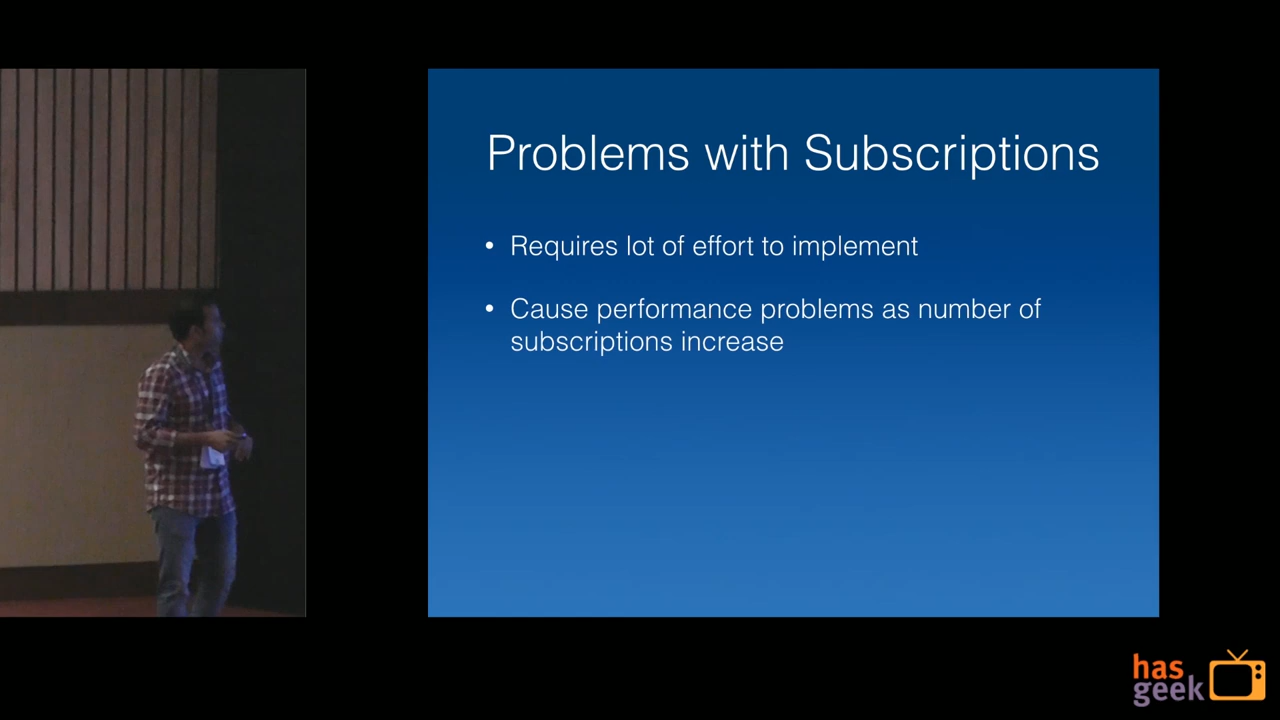 Problems with Subscriptions
• Requires lot of effort to implement
• Cause performance problems as number of
subscriptions increase
has
geek